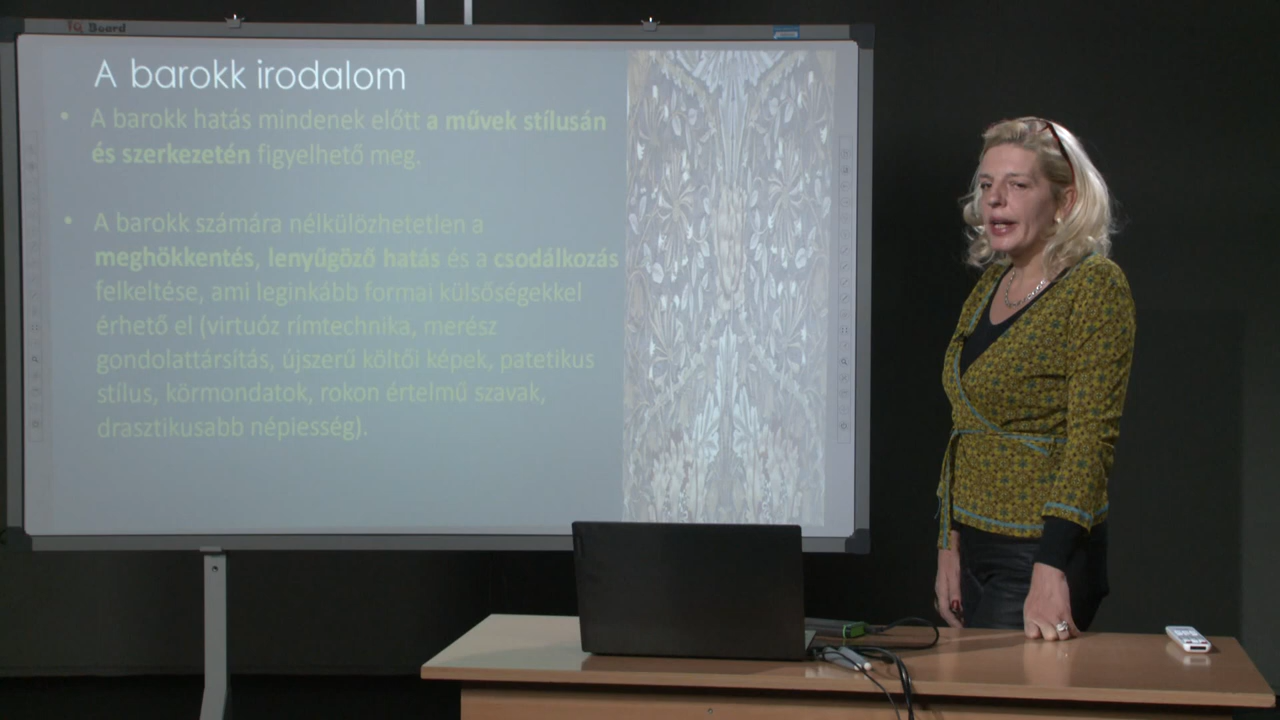 IQ Board
A barokk irodalom
• A barokk hatás mindenek előtt a művek stílusán
és szerkezetén figyelhető meg.
• A barokk számára nélkülözhetetlen a
meghökkentés, lenyűgöző hatás és a csodálkozás
felkeltése, ami leginkább formai külsőségekkel
érhető el (virtuóz rímtechnika, merész
gondolattársítás, újszerű költői képek, patetikus
stílus, körmondatok, rokon értelmű szavak,
drasztikusabb népiesség).